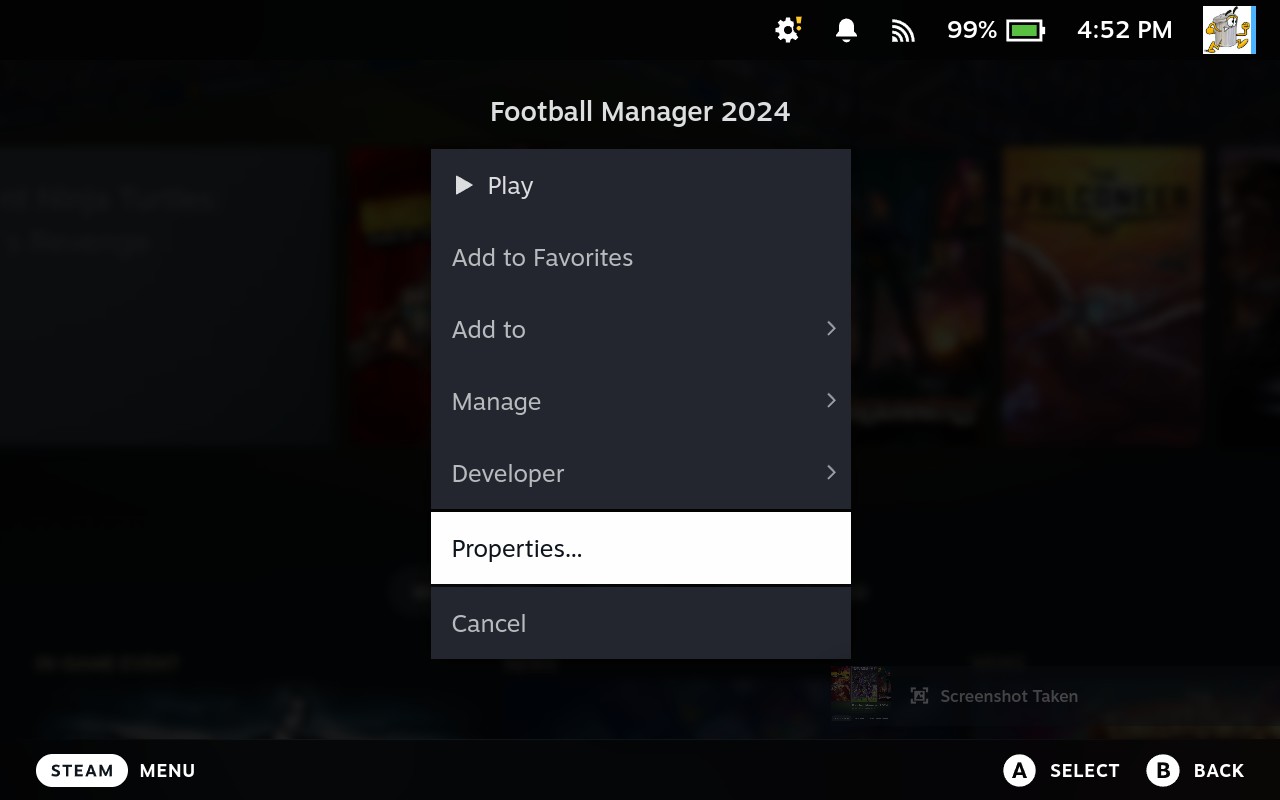 99%
4:52 PM
Football Manager 2024
Play
Add to Favorites
Add to
Manage
Developer
Properties...
Cancel
FALCONEER
Screenshot Taken
STEAM MENU
A SELECT B BACK